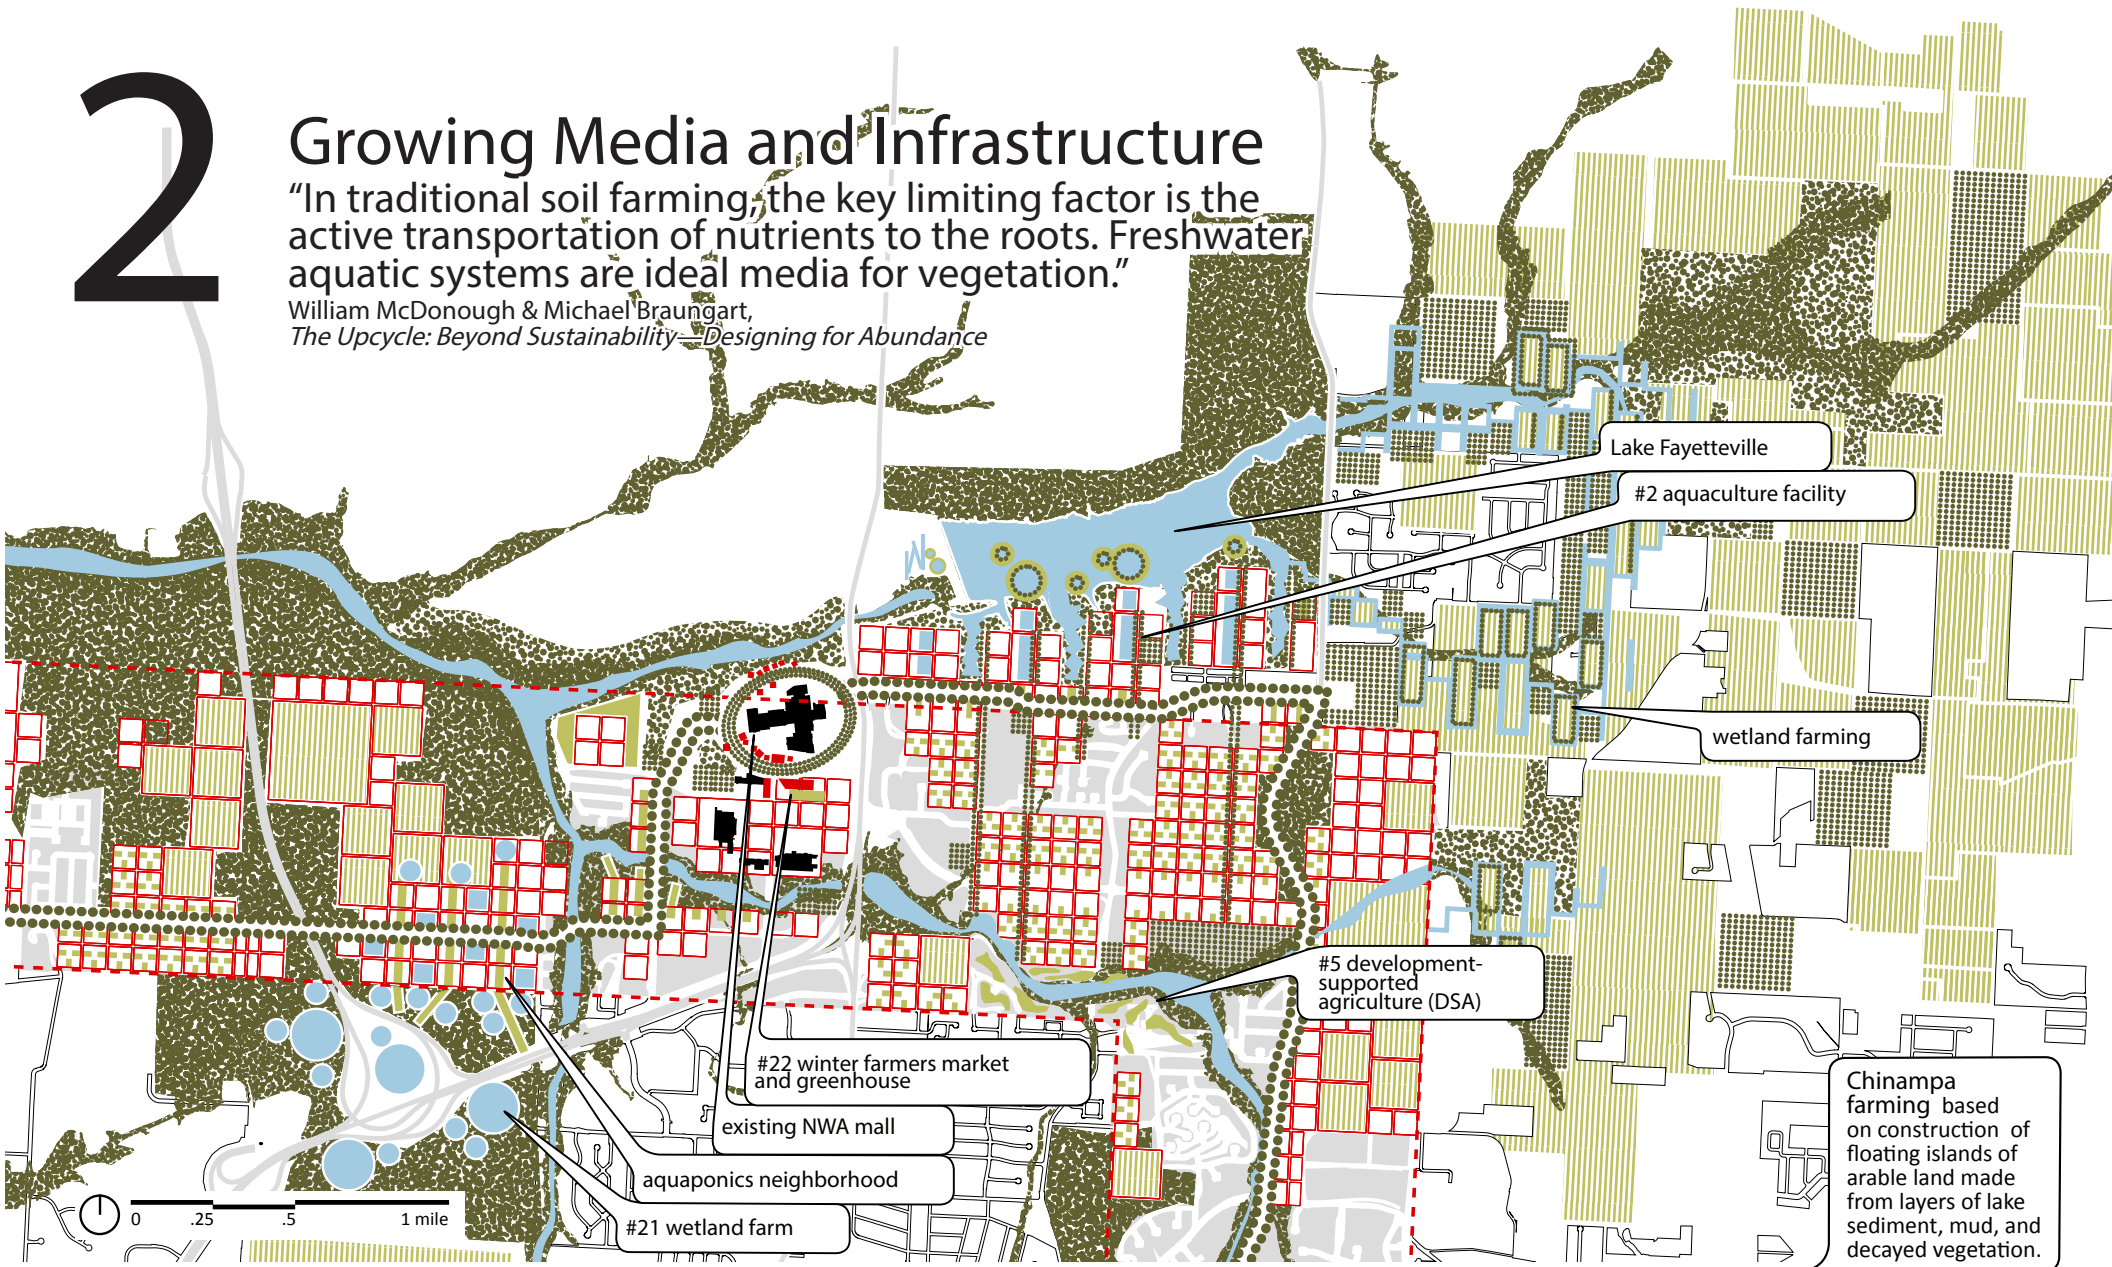 2
Growing Media and Infrastructure
“In traditional soil farming, the key limiting factor is the
active transportation of nutrients to the roots. Freshwater
aquatic systems are ideal media for vegetation.”
William McDonough & Michael Braungart,
The Upcycle: Beyond Sustainability—Designing for Abundance
Lake Fayetteville
#2 aquaculture facility
wetland farming
#5 development-
supported
agriculture (DSA)
#22 winter farmers market
and greenhouse
existing NWA mall
aquaponics neighborhood
#21 wetland farm
Chinampa
farming based
on construction of
floating islands of
arable land made
from layers of lake
sediment, mud, and
decayed vegetation.
0 .25 .5 1 mile